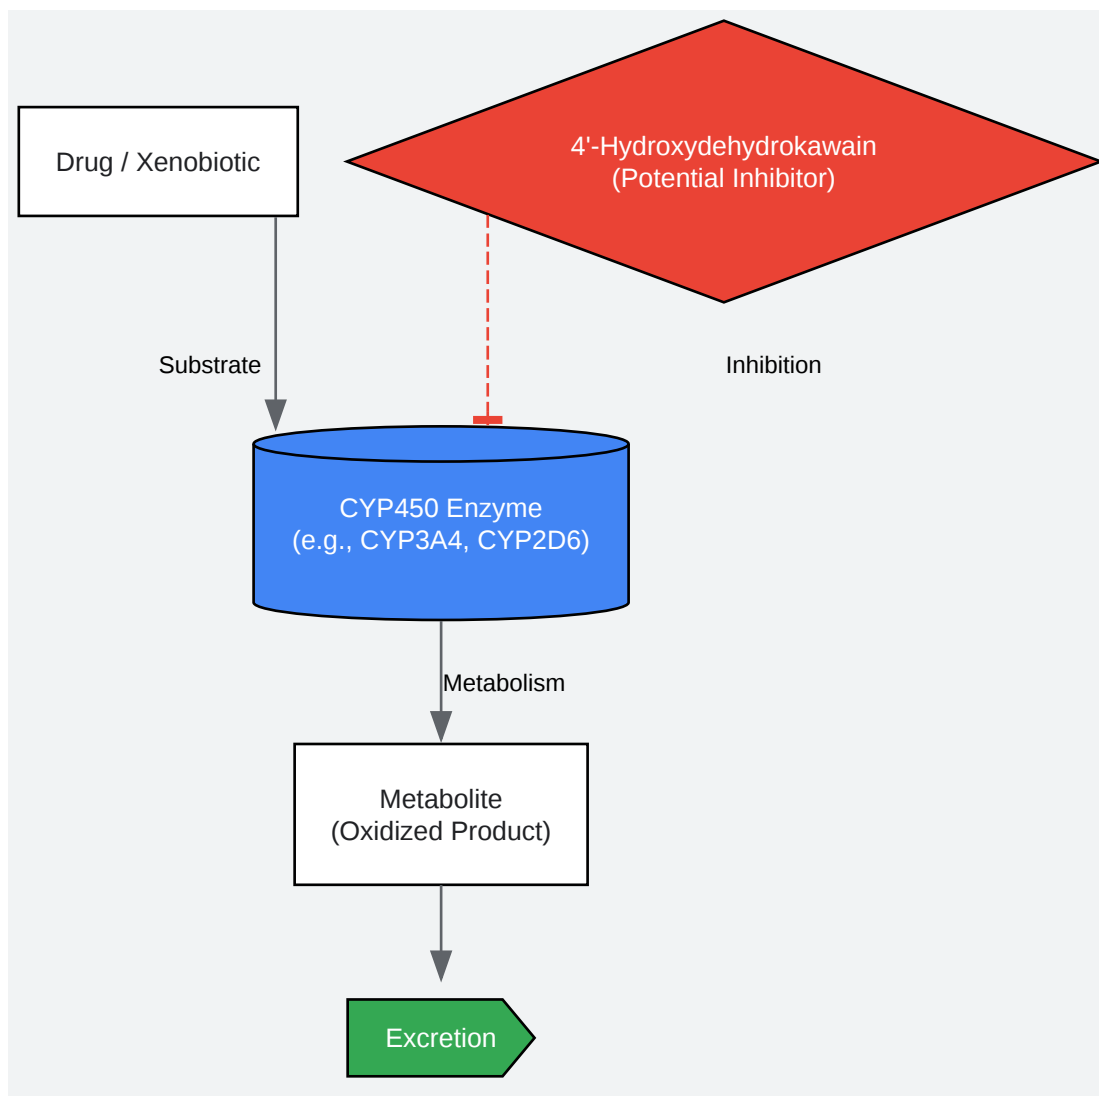 Drug / Xenobiotic
4'-Hydroxydehydrokawain
(Potential Inhibitor)
Substrate
Inhibition
CYP450 Enzyme
(e.g., CYP3A4, CYP2D6)
Metabolism
Metabolite
(Oxidized Product)
Excretion